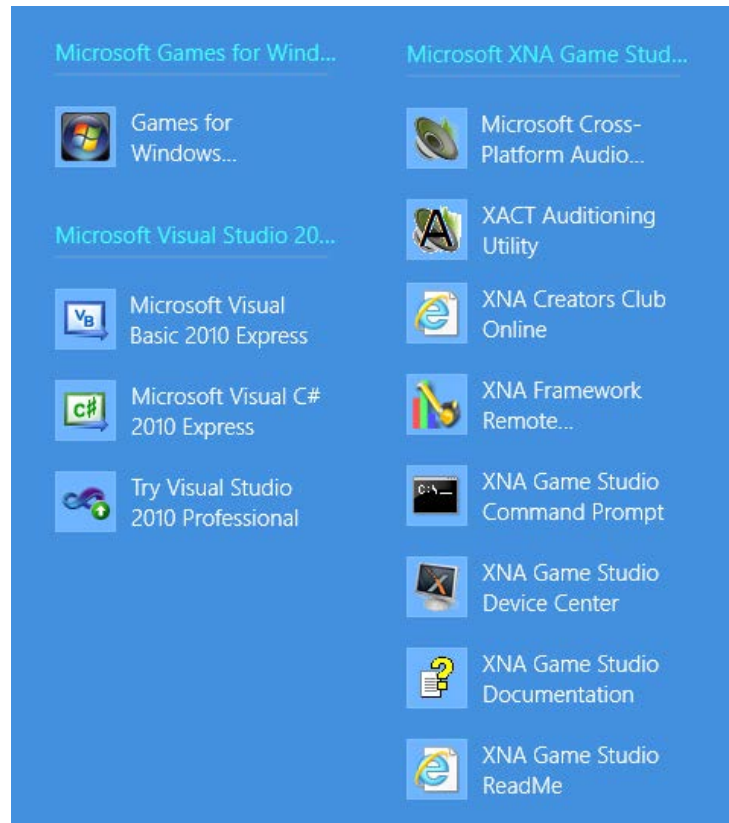 Microsoft Games for Wind...
Games for
Windows...
Microsoft Visual Studio 20...
VB
Microsoft Visual
Basic 2010 Express
C#
Microsoft Visual C#
2010 Express
Try Visual Studio
2010 Professional
Microsoft XNA Game Stud...
Microsoft Cross-
Platform Audio...
A
XACT Auditioning
Utility
XNA Creators Club
Online
XNA Framework
Remote...
C:\_
XNA Game Studio
Command Prompt
X
XNA Game Studio
Device Center
XNA Game Studio
Documentation
XNA Game Studio
ReadMe